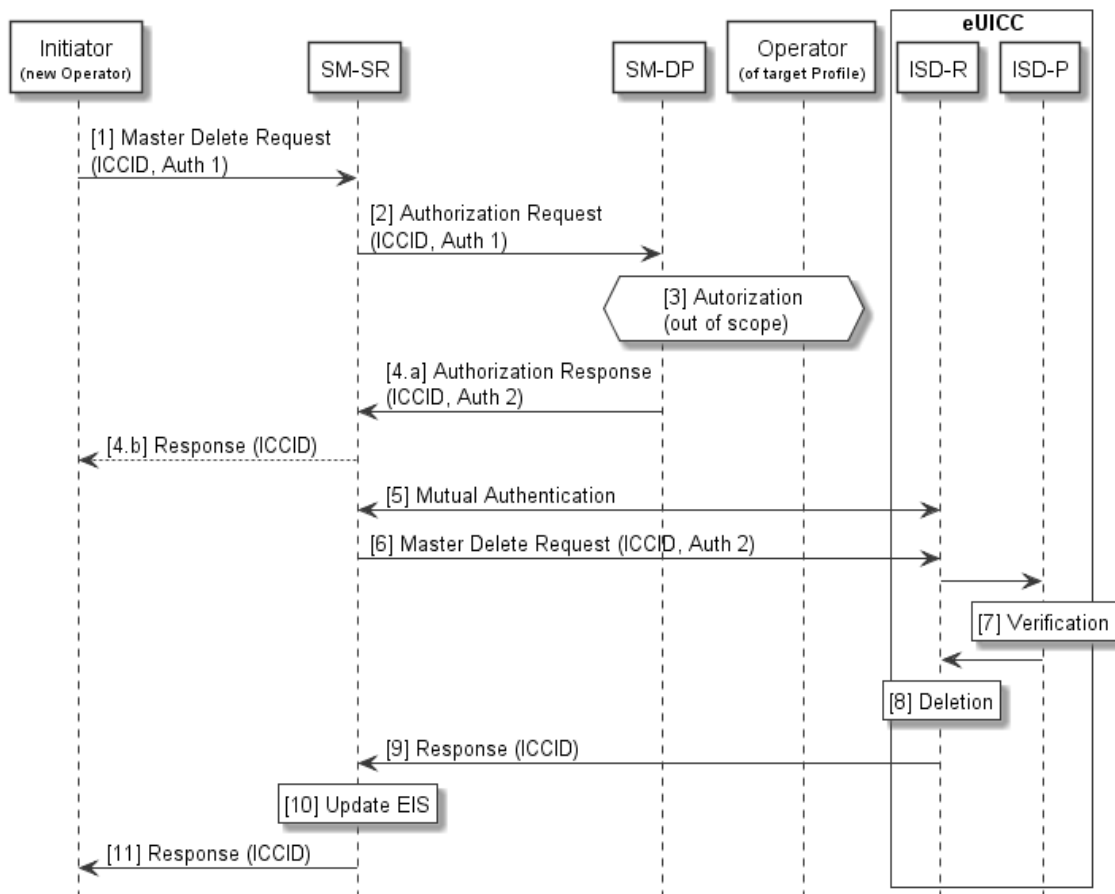 eUICC
Initiator
(new Operator)
SM-SR
SM-DP
Operator
(of target Profile)
ISD-R
ISD-P
[1] Master Delete Request
(ICCID, Auth 1)
[2] Authorization Request
(ICCID, Auth 1)
[3] Autorization
(out of scope)
[4.a] Authorization Response
(ICCID, Auth 2)
[4.b] Response (ICCID)
[5] Mutual Authentication
[6] Master Delete Request (ICCID, Auth 2)
[7] Verification
[8] Deletion
[9] Response (ICCID)
[10] Update EIS
[11] Response (ICCID)